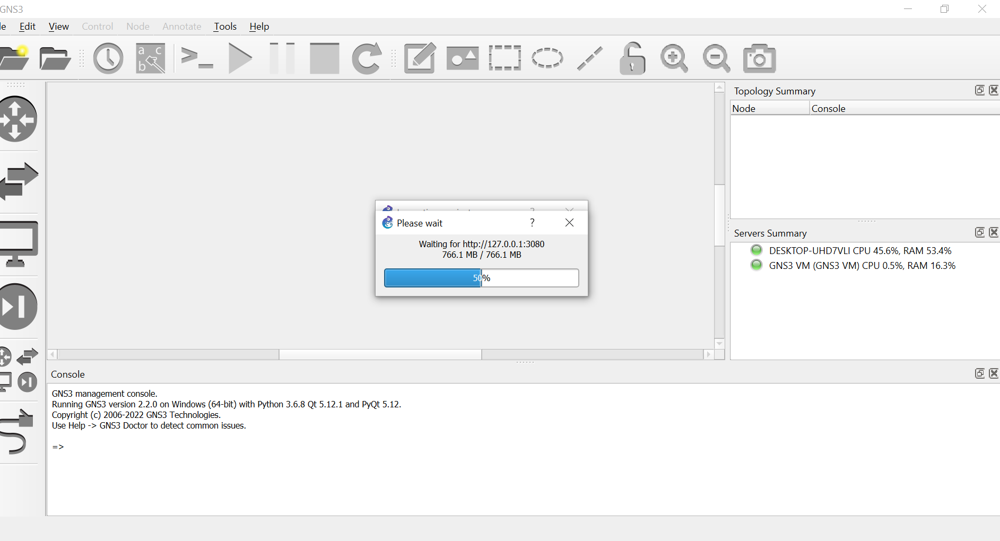 GNS3
le Edit View Control Node Annotate Tools Help
a c
b
>_
Topology Summary
Node Console
?
Please wait ?
Waiting for http://127.0.0.1:3080
766.1 MB / 766.1 MB
50%
Servers Summary
DESKTOP-UHD7VLI CPU 45.6%, RAM 53.4%
GNS3 VM (GNS3 VM) CPU 0.5%, RAM 16.3%
Console
GNS3 management console.
Running GNS3 version 2.2.0 on Windows (64-bit) with Python 3.6.8 Qt 5.12.1 and PyQt 5.12.
Copyright (c) 2006-2022 GNS3 Technologies.
Use Help -> GNS3 Doctor to detect common issues.
=>